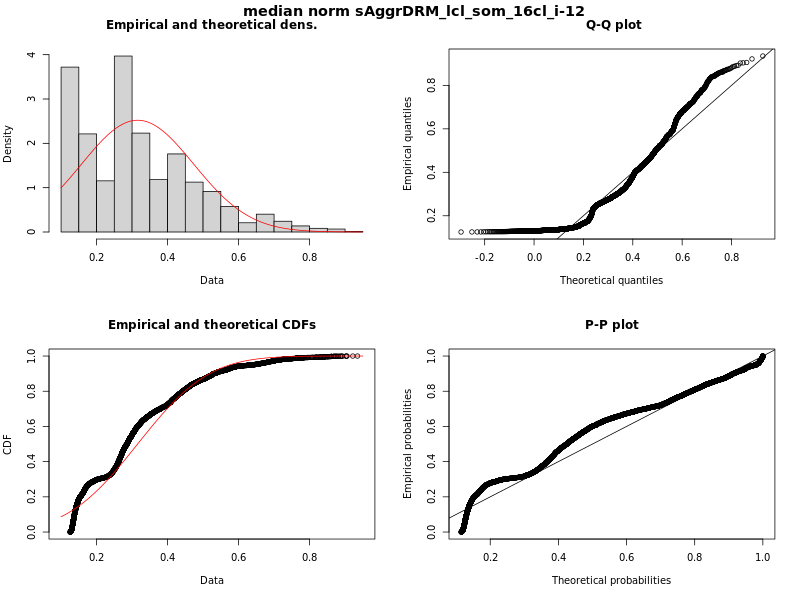 median norm sAggrDRM_lcl_som_16cl_i-12
Empirical and theoretical dens.
Density
0 1 2 3 4
0.2 0.4 0.6 0.8
Data
Q-Q plot
Empirical quantiles
0.2 0.4 0.6 0.8
-0.2 0.0 0.2 0.4 0.6 0.8
Theoretical quantiles
Empirical and theoretical CDFs
CDF
0.0 0.2 0.4 0.6 0.8 1.0
0.2 0.4 0.6 0.8
Data
P-P plot
Empirical probabilities
0.0 0.2 0.4 0.6 0.8 1.0
0.2 0.4 0.6 0.8 1.0
Theoretical probabilities